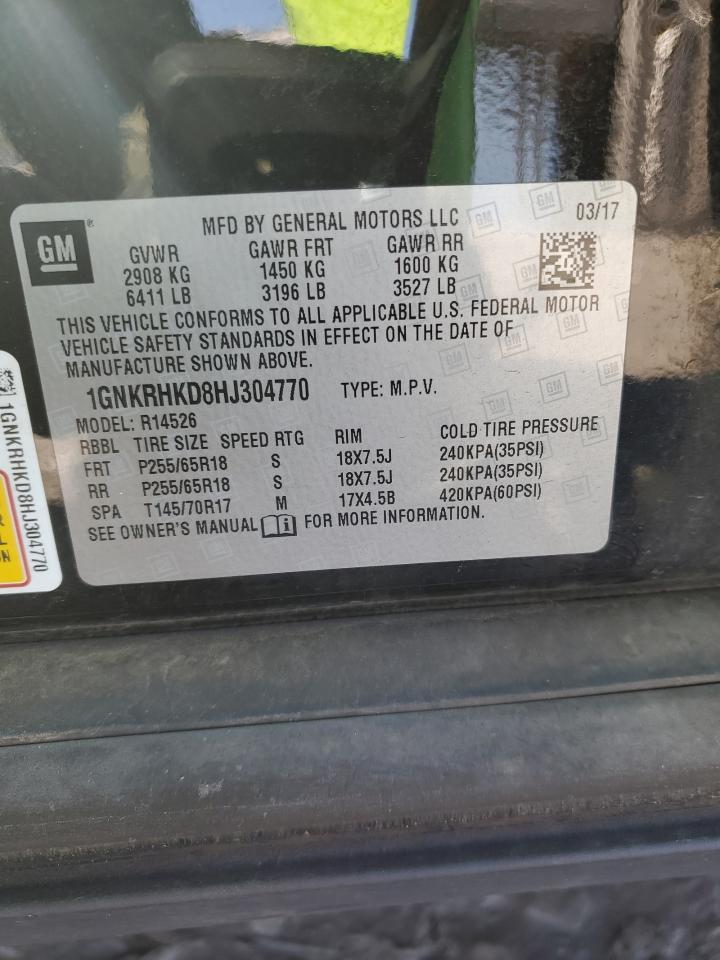 GM ®
MFD BY GENERAL MOTORS LLC 03/17
GVWR GAWR FRT GAWR RR
2908 KG 1450 KG 1600 KG
6411 LB 3196 LB 3527 LB
THIS VEHICLE CONFORMS TO ALL APPLICABLE U.S. FEDERAL MOTOR
VEHICLE SAFETY STANDARDS IN EFFECT ON THE DATE OF
MANUFACTURE SHOWN ABOVE.
1GNKRHKD8HJ304770 TYPE: M.P.V.
MODEL: R14526
RBBL TIRE SIZE SPEED RTG RIM COLD TIRE PRESSURE
FRT P255/65R18 S 18X7.5J 240KPA(35PSI)
RR P255/65R18 S 18X7.5J 240KPA(35PSI)
SPA T145/70R17 M 17X4.5B 420KPA(60PSI)
SEE OWNER'S MANUAL FOR MORE INFORMATION.
1GNKRHKD8HJ304770